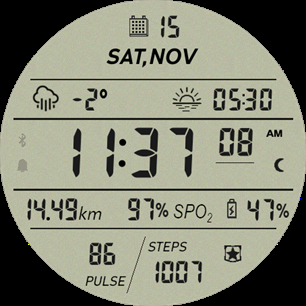 15
SAT,NOV
-2° 05:30
11:37 08 AM
14.49km 97% SPO2 47%
86 STEPS
PULSE 1007